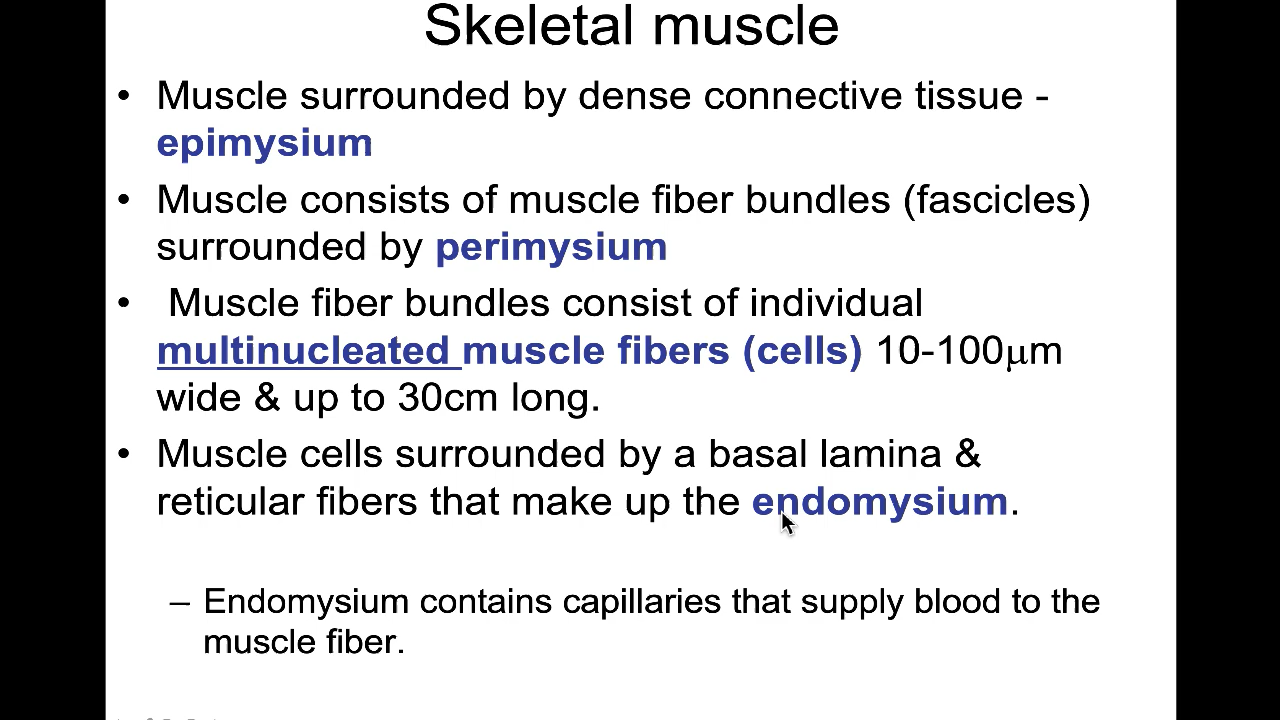 Skeletal muscle
• Muscle surrounded by dense connective tissue -
epimysium
• Muscle consists of muscle fiber bundles (fascicles)
surrounded by perimysium
• Muscle fiber bundles consist of individual
multinucleated muscle fibers (cells) 10-100μm
wide & up to 30cm long.
• Muscle cells surrounded by a basal lamina &
reticular fibers that make up the endomysium.
– Endomysium contains capillaries that supply blood to the
muscle fiber.